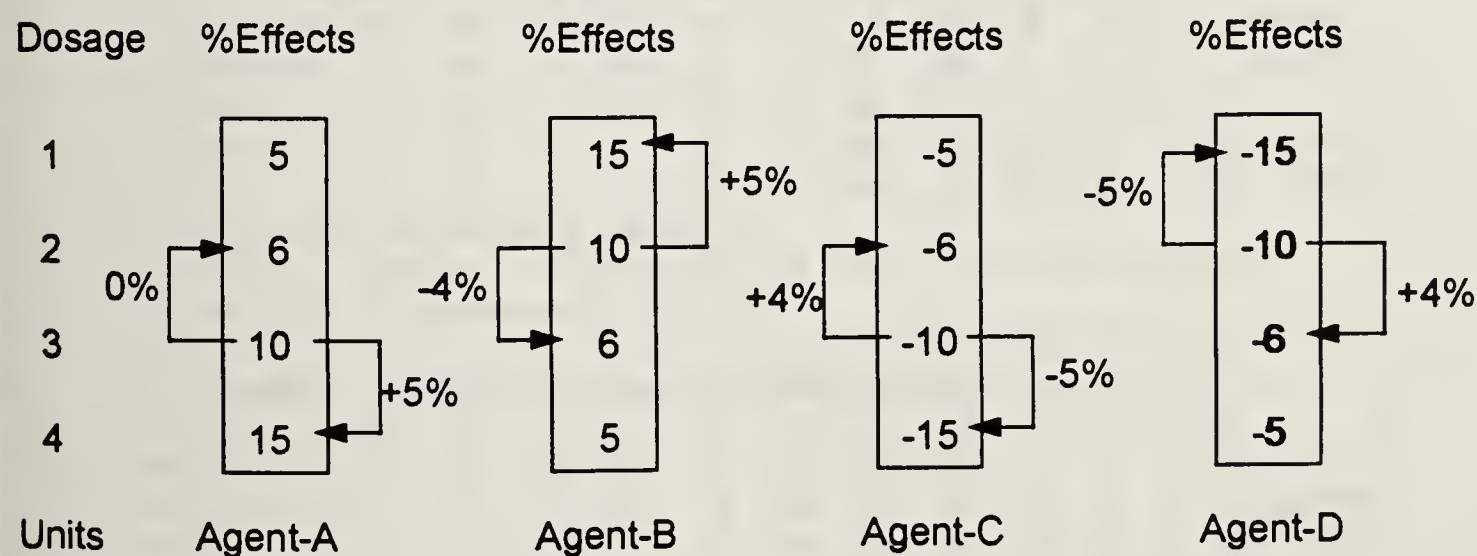 Dosage %Effects %Effects %Effects %Effects
1 5 15 -5 -15
+5% -5%
2 6 10 -6 -10
0% -4% +4% +4%
3 10 6 -10 -6
+5% -5%
4 15 5 -15 -5
Units Agent-A Agent-B Agent-C Agent-D